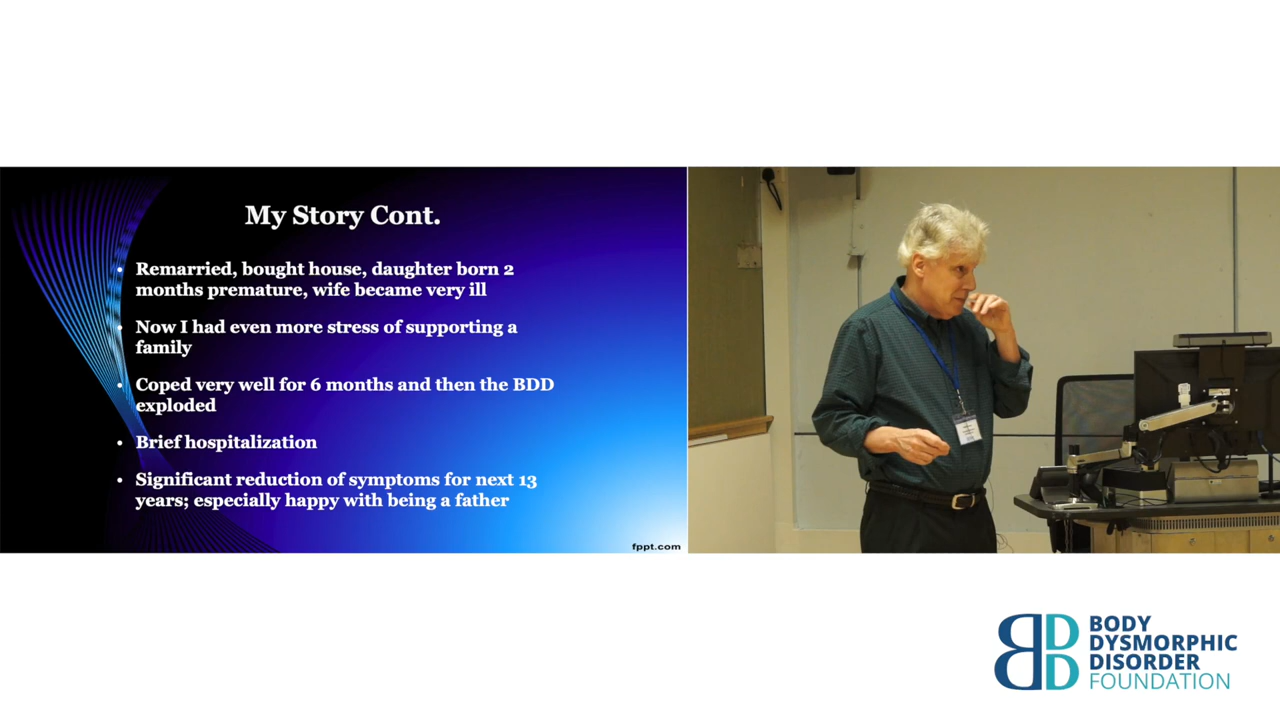 My Story Cont.
• Remarried, bought house, daughter born 2
months premature, wife became very ill
• Now I had even more stress of supporting a
family
• Coped very well for 6 months and then the BDD
exploded
• Brief hospitalization
• Significant reduction of symptoms for next 13
years; especially happy with being a father
fppt.com
BODY
DYSMORPHIC
DISORDER
FOUNDATION